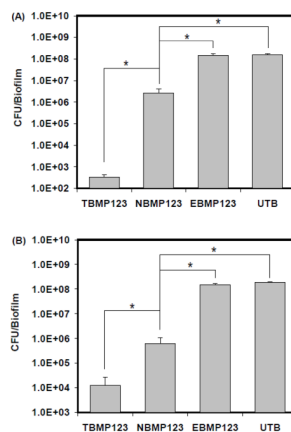 (A)
CFU/Biofilm
1.0E+10
1.0E+09
1.0E+08
1.0E+07
1.0E+06
1.0E+05
1.0E+04
1.0E+03
1.0E+02
*
*
*
TBMP123 NBMP123 EBMP123 UTB
(B)
CFU/Biofilm
1.0E+10
1.0E+09
1.0E+08
1.0E+07
1.0E+06
1.0E+05
1.0E+04
1.0E+03
*
*
*
TBMP123 NBMP123 EBMP123 UTB